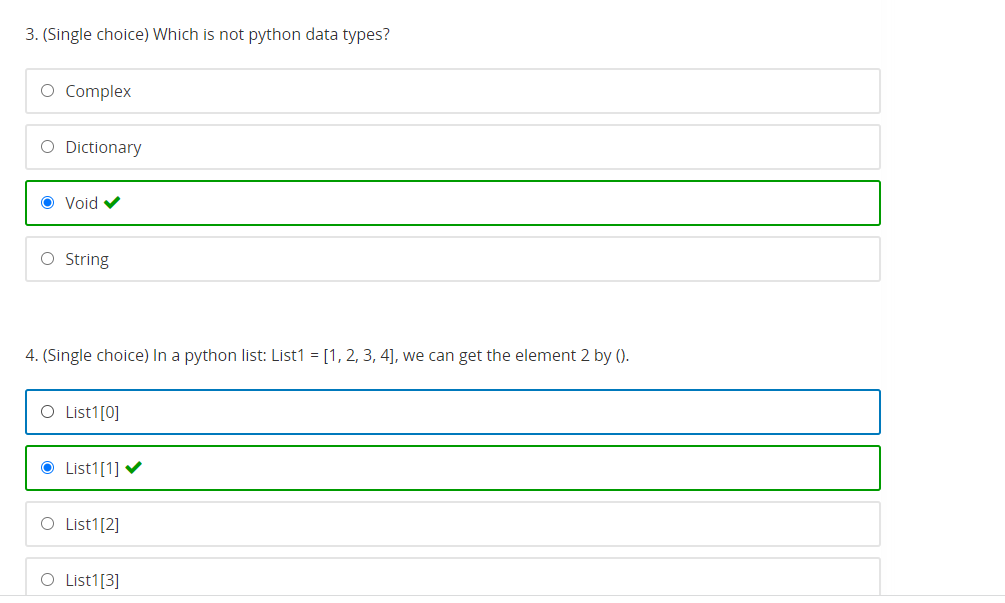 3. (Single choice) Which is not python data types?
Complex
Dictionary
Void
String
4. (Single choice) In a python list: List1 = [1, 2, 3, 4], we can get the element 2 by ().
List1[0]
List1[1]
List1[2]
List1[3]